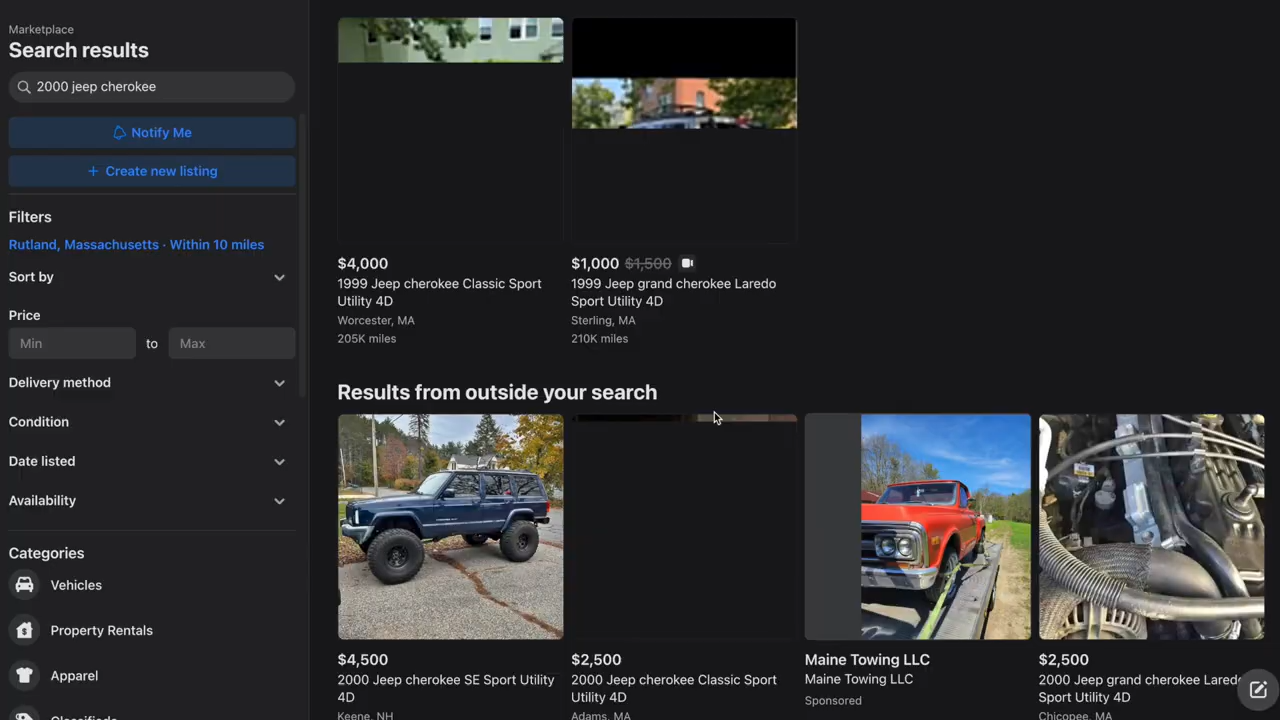 Marketplace
Search results
2000 jeep cherokee
Notify Me
Create new listing
Filters
Rutland, Massachusetts · Within 10 miles
Sort by
Price
Min to Max
Delivery method
Condition
Date listed
Availability
Categories
Vehicles
Property Rentals
Apparel
Classifieds
$4,000
1999 Jeep cherokee Classic Sport
Utility 4D
Worcester, MA
205K miles
$1,000 $1,500
1999 Jeep grand cherokee Laredo
Sport Utility 4D
Sterling, MA
210K miles
Results from outside your search
$4,500
2000 Jeep cherokee SE Sport Utility
4D
Keene, NH
$2,500
2000 Jeep cherokee Classic Sport
Utility 4D
Adams, MA
Maine Towing LLC
Maine Towing LLC
Sponsored
$2,500
2000 Jeep grand cherokee Laredo
Sport Utility 4D
Chicopee, MA